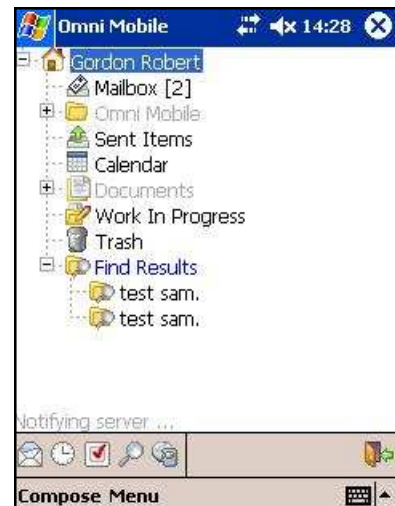 Omni Mobile 14:28
Gordon Robert
Mailbox [2]
Omni Mobile
Sent Items
Calendar
Documents
Work In Progress
Trash
Find Results
test sam.
test sam.
Notifying server ...
Compose Menu